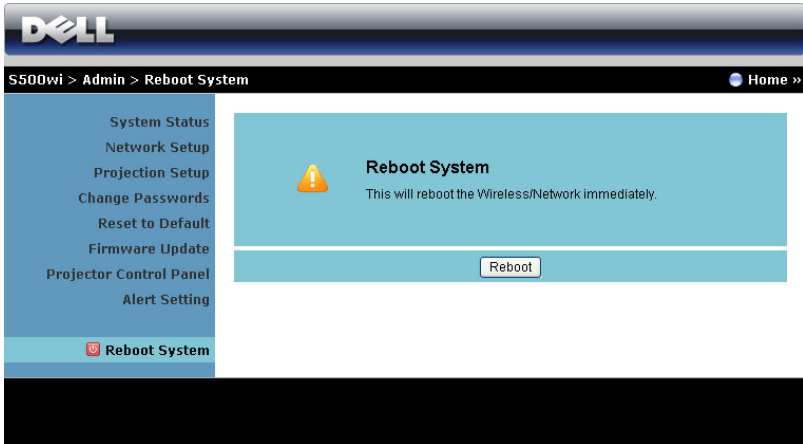 DELL
S500wi > Admin > Reboot System
Home »
System Status
Network Setup
Projection Setup
Change Passwords
Reset to Default
Firmware Update
Projector Control Panel
Alert Setting
Reboot System
Reboot System
This will reboot the Wireless/Network immediately.
Reboot